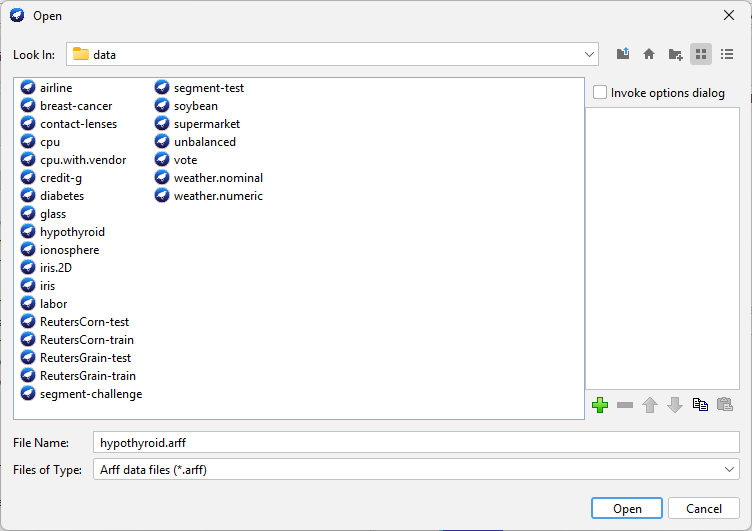 Open
Look In: data
airline
breast-cancer
contact-lenses
cpu
cpu.with.vendor
credit-g
diabetes
glass
hypothyroid
ionosphere
iris.2D
iris
labor
ReutersCorn-test
ReutersCorn-train
ReutersGrain-test
ReutersGrain-train
segment-challenge
segment-test
soybean
supermarket
unbalanced
vote
weather.nominal
weather.numeric
Invoke options dialog
File Name: hypothyroid.arff
Files of Type: Arff data files (*.arff)
Open Cancel